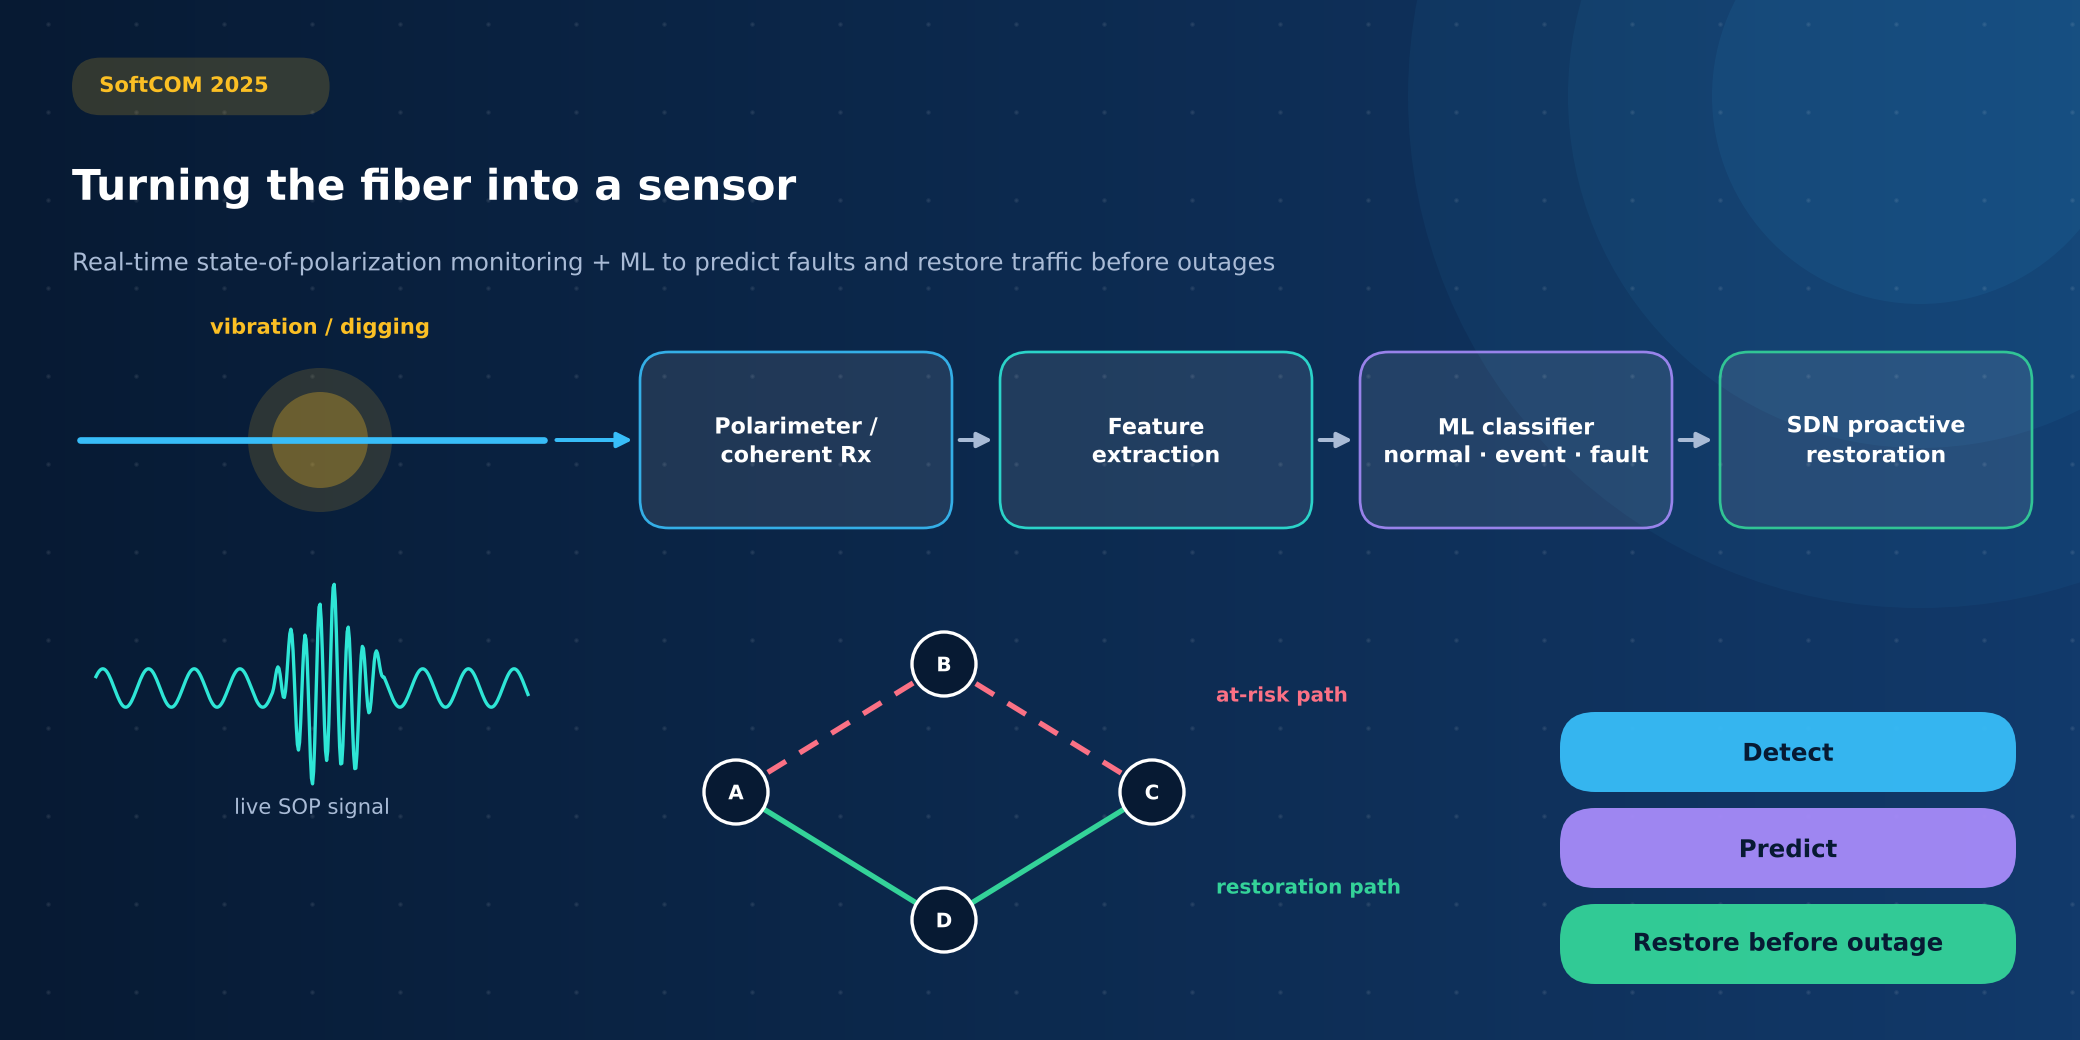 SoftCOM 2025
Turning the fiber into a sensor
Real-time state-of-polarization monitoring + ML to predict faults and restore traffic before outages
vibration / digging
Polarimeter /
coherent Rx
Feature
extraction
ML classifier
normal · event · fault
SDN proactive
restoration
live SOP signal
B
A
C
D
at-risk path
restoration path
Detect
Predict
Restore before outage